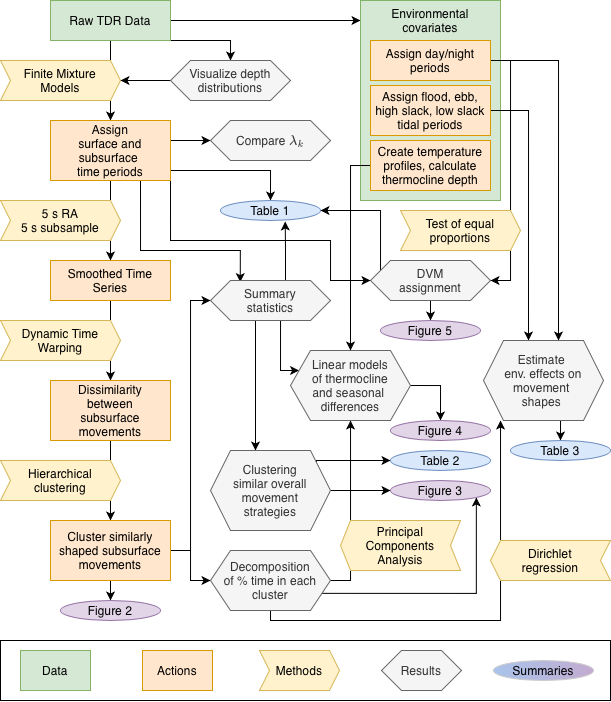 Raw TDR Data
Environmental
covariates
Assign day/night
periods
Finite Mixture
Models
Visualize depth
distributions
Assign flood, ebb,
high slack, low slack
tidal periods
Assign
surface and
subsurface
time periods
Compare λk
Create temperature
profiles, calculate
thermocline depth
5 s RA
5 s subsample
Table 1
Test of equal
proportions
Smoothed Time
Series
Summary
statistics
DVM
assignment
Figure 5
Dynamic Time
Warping
Linear models
of thermocline
and seasonal
differences
Estimate
env. effects on
movement
shapes
Dissimilarity
between
subsurface
movements
Figure 4
Table 3
Hierarchical
clustering
Clustering
similar overall
movement
strategies
Table 2
Figure 3
Cluster similarly
shaped subsurface
movements
Principal
Components
Analysis
Dirichlet
regression
Decomposition
of % time in each
cluster
Figure 2
Data
Actions
Methods
Results
Summaries